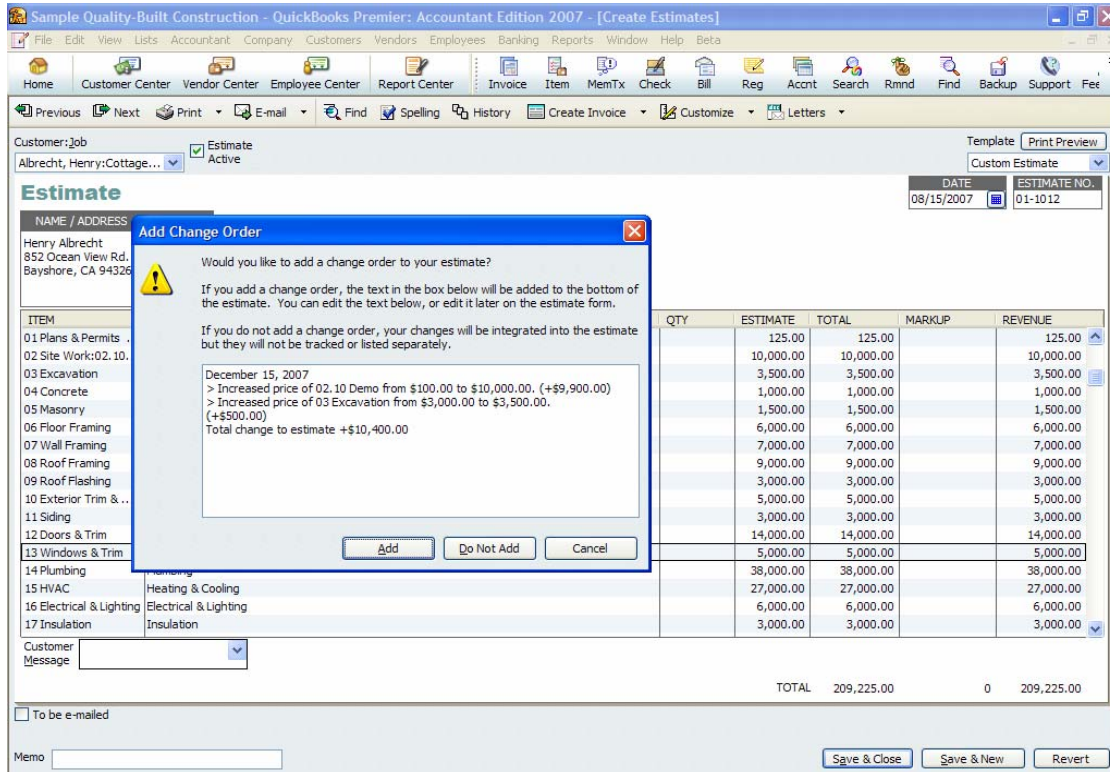 Sample Quality-Built Construction - QuickBooks Premier: Accountant Edition 2007 - [Create Estimates]
File Edit View Lists Accountant Company Customers Vendors Employees Banking Reports Window Help Beta
Home Customer Center Vendor Center Employee Center Report Center Invoice Item MemTx Check Bill Reg Accnt Search Rmnd Find Backup Support Fee
Previous Next Print E-mail Find Spelling History Create Invoice Customize Letters
Customer:Job Estimate Active Template Print Preview
Albrecht, Henry:Cottage... Custom Estimate
Estimate DATE ESTIMATE NO.
08/15/2007 01-1012
NAME / ADDRESS
Henry Albrecht
852 Ocean View Rd.
Bayshore, CA 94326
Add Change Order
Would you like to add a change order to your estimate?
If you add a change order, the text in the box below will be added to the bottom of
the estimate. You can edit the text below, or edit it later on the estimate form.
If you do not add a change order, your changes will be integrated into the estimate
but they will not be tracked or listed separately.
December 15, 2007
> Increased price of 02.10 Demo from $100.00 to $10,000.00. (+$9,900.00)
> Increased price of 03 Excavation from $3,000.00 to $3,500.00.
(+$500.00)
Total change to estimate +$10,400.00
Add Do Not Add Cancel
ITEM QTY ESTIMATE TOTAL MARKUP REVENUE
01 Plans & Permits . 125.00 125.00 125.00
02 Site Work:02.10. 10,000.00 10,000.00 10,000.00
03 Excavation 3,500.00 3,500.00 3,500.00
04 Concrete 1,000.00 1,000.00 1,000.00
05 Masonry 1,500.00 1,500.00 1,500.00
06 Floor Framing 6,000.00 6,000.00 6,000.00
07 Wall Framing 7,000.00 7,000.00 7,000.00
08 Roof Framing 9,000.00 9,000.00 9,000.00
09 Roof Flashing 3,000.00 3,000.00 3,000.00
10 Exterior Trim & .. 5,000.00 5,000.00 5,000.00
11 Siding 3,000.00 3,000.00 3,000.00
12 Doors & Trim 14,000.00 14,000.00 14,000.00
13 Windows & Trim 5,000.00 5,000.00 5,000.00
14 Plumbing 38,000.00 38,000.00 38,000.00
15 HVAC Heating & Cooling 27,000.00 27,000.00 27,000.00
16 Electrical & Lighting Electrical & Lighting 6,000.00 6,000.00 6,000.00
17 Insulation Insulation 3,000.00 3,000.00 3,000.00
Customer
Message
TOTAL 209,225.00 0 209,225.00
To be e-mailed
Memo Save & Close Save & New Revert